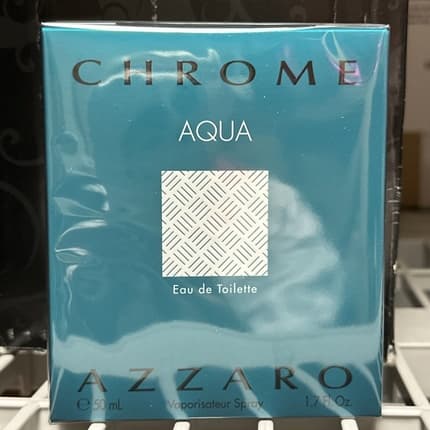 CHROME
AQUA
Eau de Toilette
AZZARO
℮ 50 mL Vaporisateur Spray 1.7 Fl. Oz.